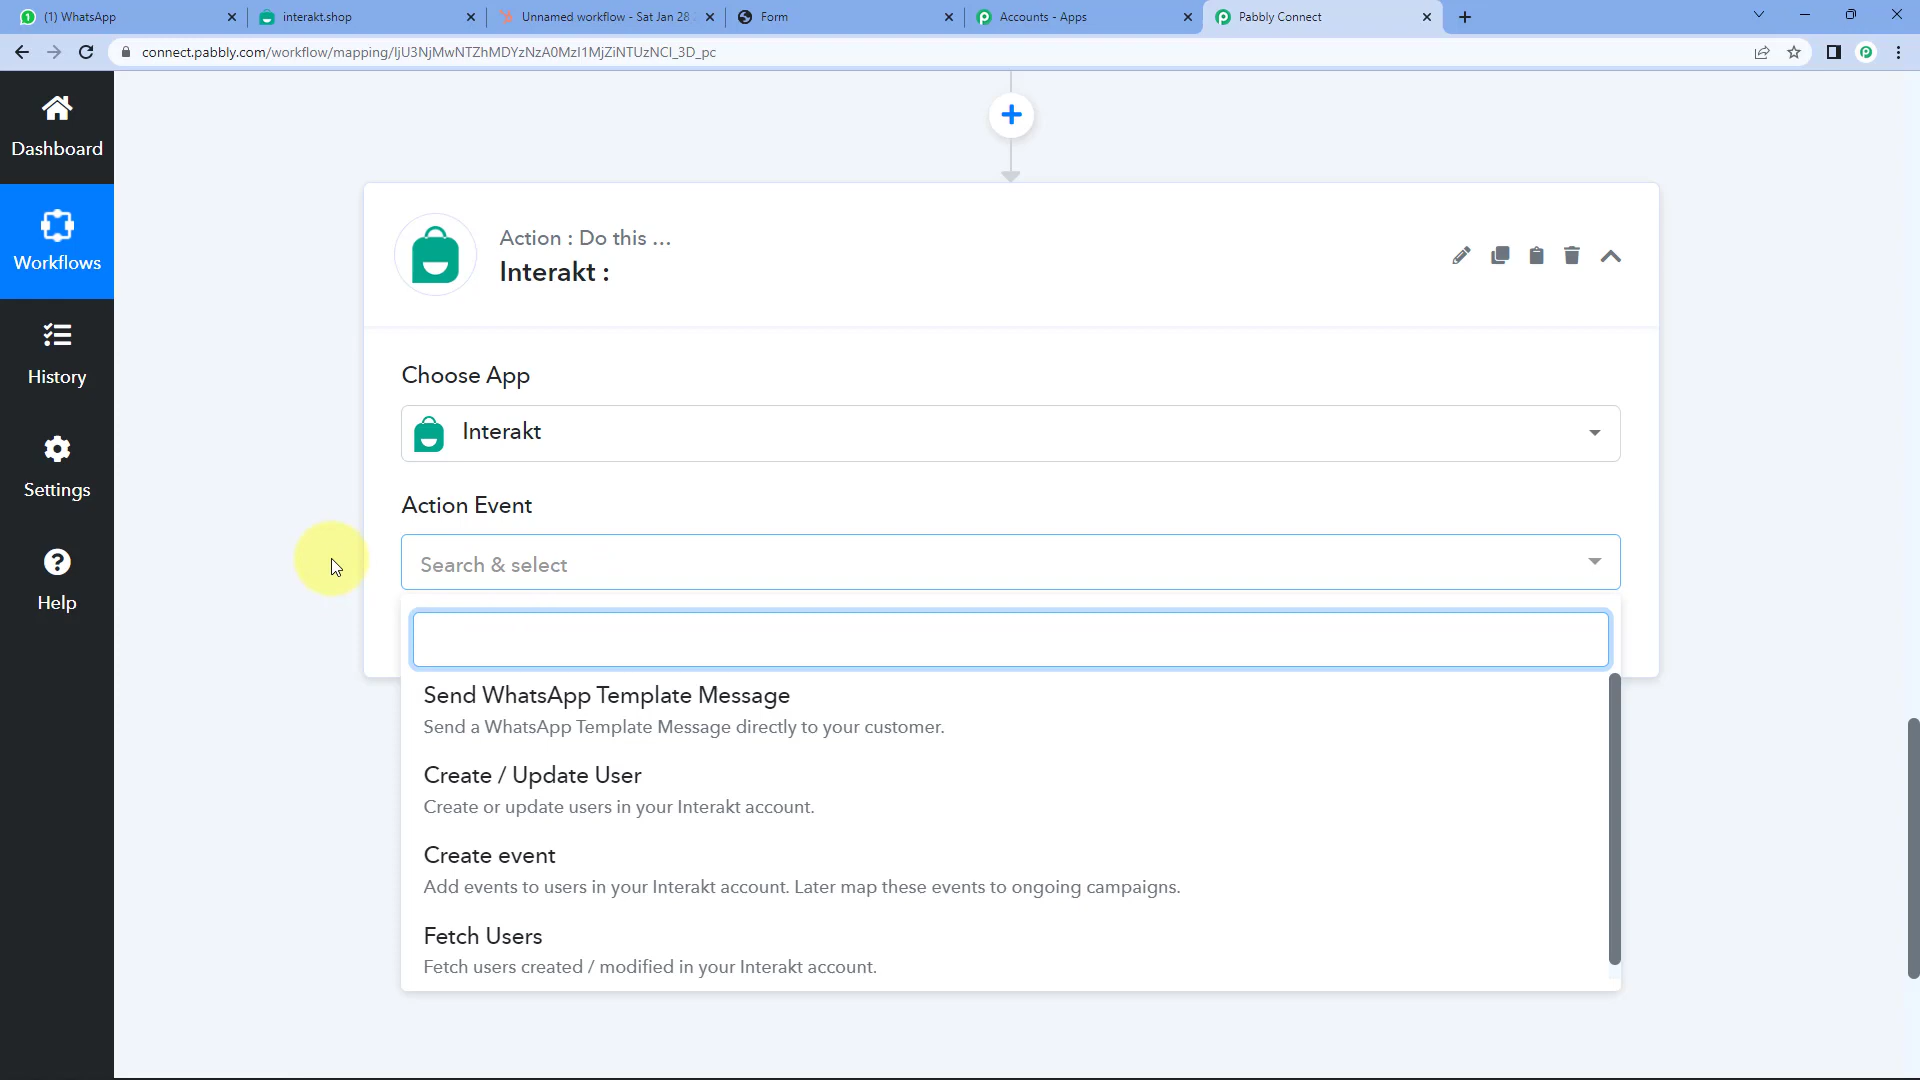 (1) WhatsApp
interakt.shop
Unnamed workflow - Sat Jan 28
Form
Accounts - Apps
Pabbly Connect
connect.pabbly.com/workflow/mapping/IjU3NjMwNTZhMDYzNzA0MzI1MjZiNTUzNCI_3D_pc
Dashboard
Workflows
History
Settings
Help
Action : Do this ...
Interakt :
Choose App
Interakt
Action Event
Search & select
Send WhatsApp Template Message
Send a WhatsApp Template Message directly to your customer.
Create / Update User
Create or update users in your Interakt account.
Create event
Add events to users in your Interakt account. Later map these events to ongoing campaigns.
Fetch Users
Fetch users created / modified in your Interakt account.